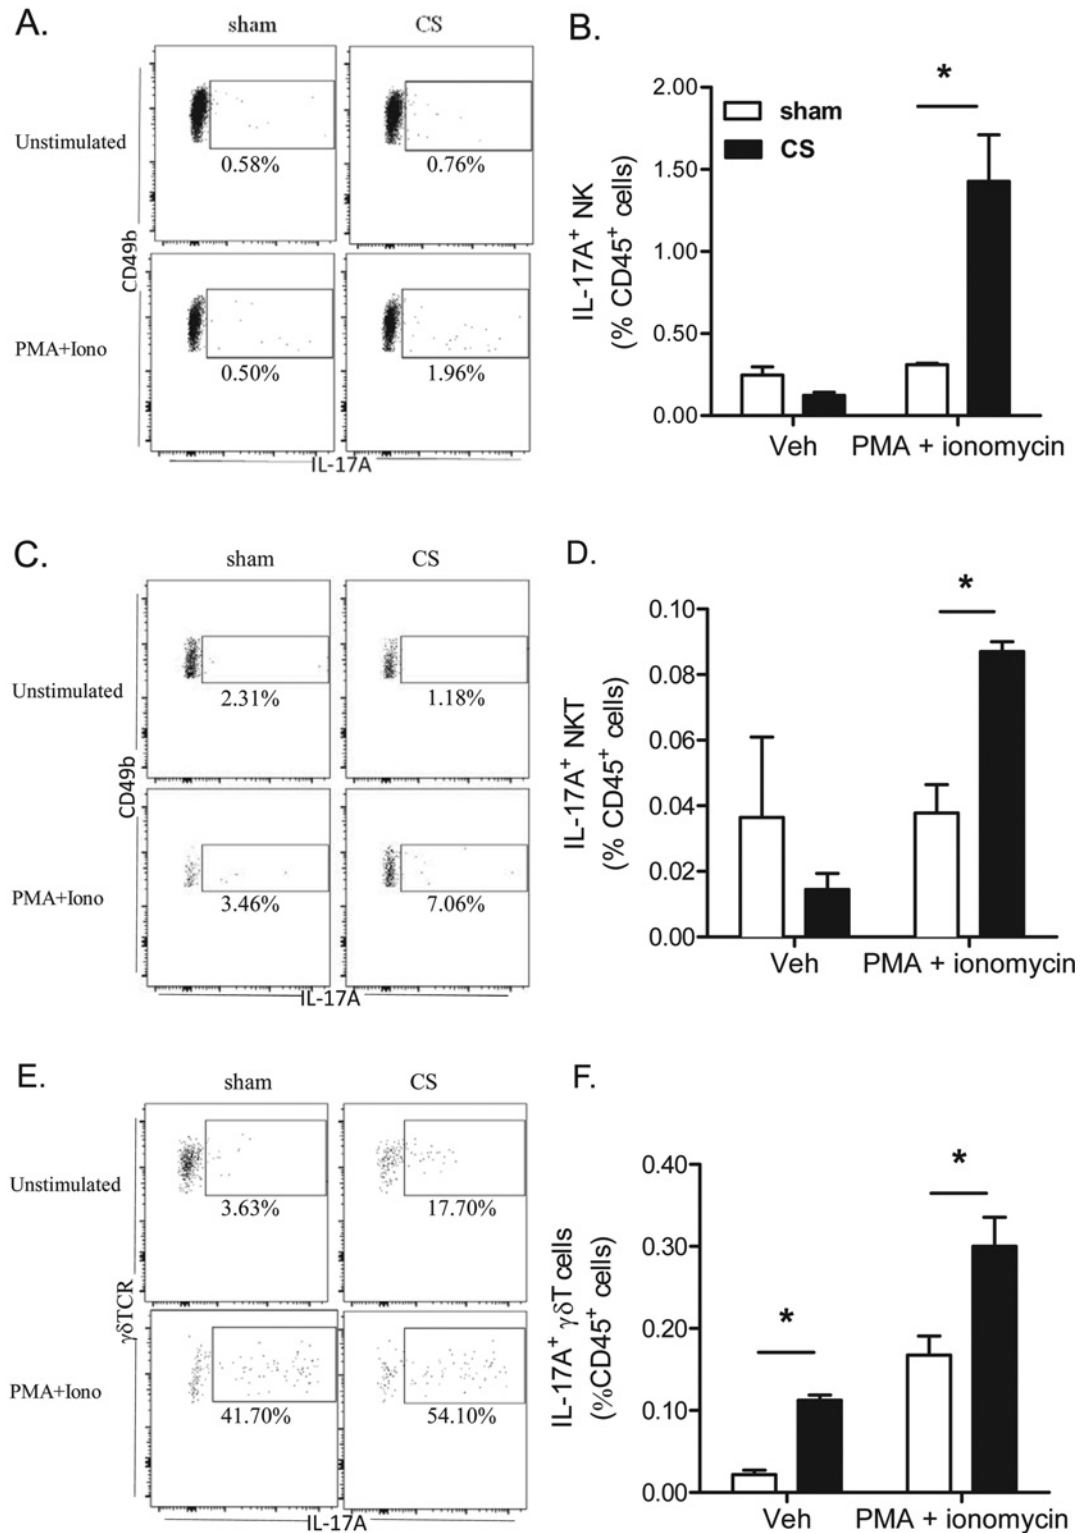 A.
sham CS
Unstimulated
0.58% 0.76%
CD49b
PMA+Iono
0.50% 1.96%
IL-17A
B.
2.00
1.50
1.00
0.50
0.00
IL-17A+ NK
(% CD45+ cells)
sham
CS
*
Veh PMA + ionomycin
C.
sham CS
Unstimulated
2.31% 1.18%
CD49b
PMA+Iono
3.46% 7.06%
IL-17A
D.
0.10
0.08
0.06
0.04
0.02
0.00
IL-17A+ NKT
(% CD45+ cells)
*
Veh PMA + ionomycin
E.
sham CS
Unstimulated
3.63% 17.70%
γδTCR
PMA+Iono
41.70% 54.10%
IL-17A
F.
0.40
0.30
0.20
0.10
0.00
IL-17A+ γδT cells
(%CD45+ cells)
*
*
Veh PMA + ionomycin